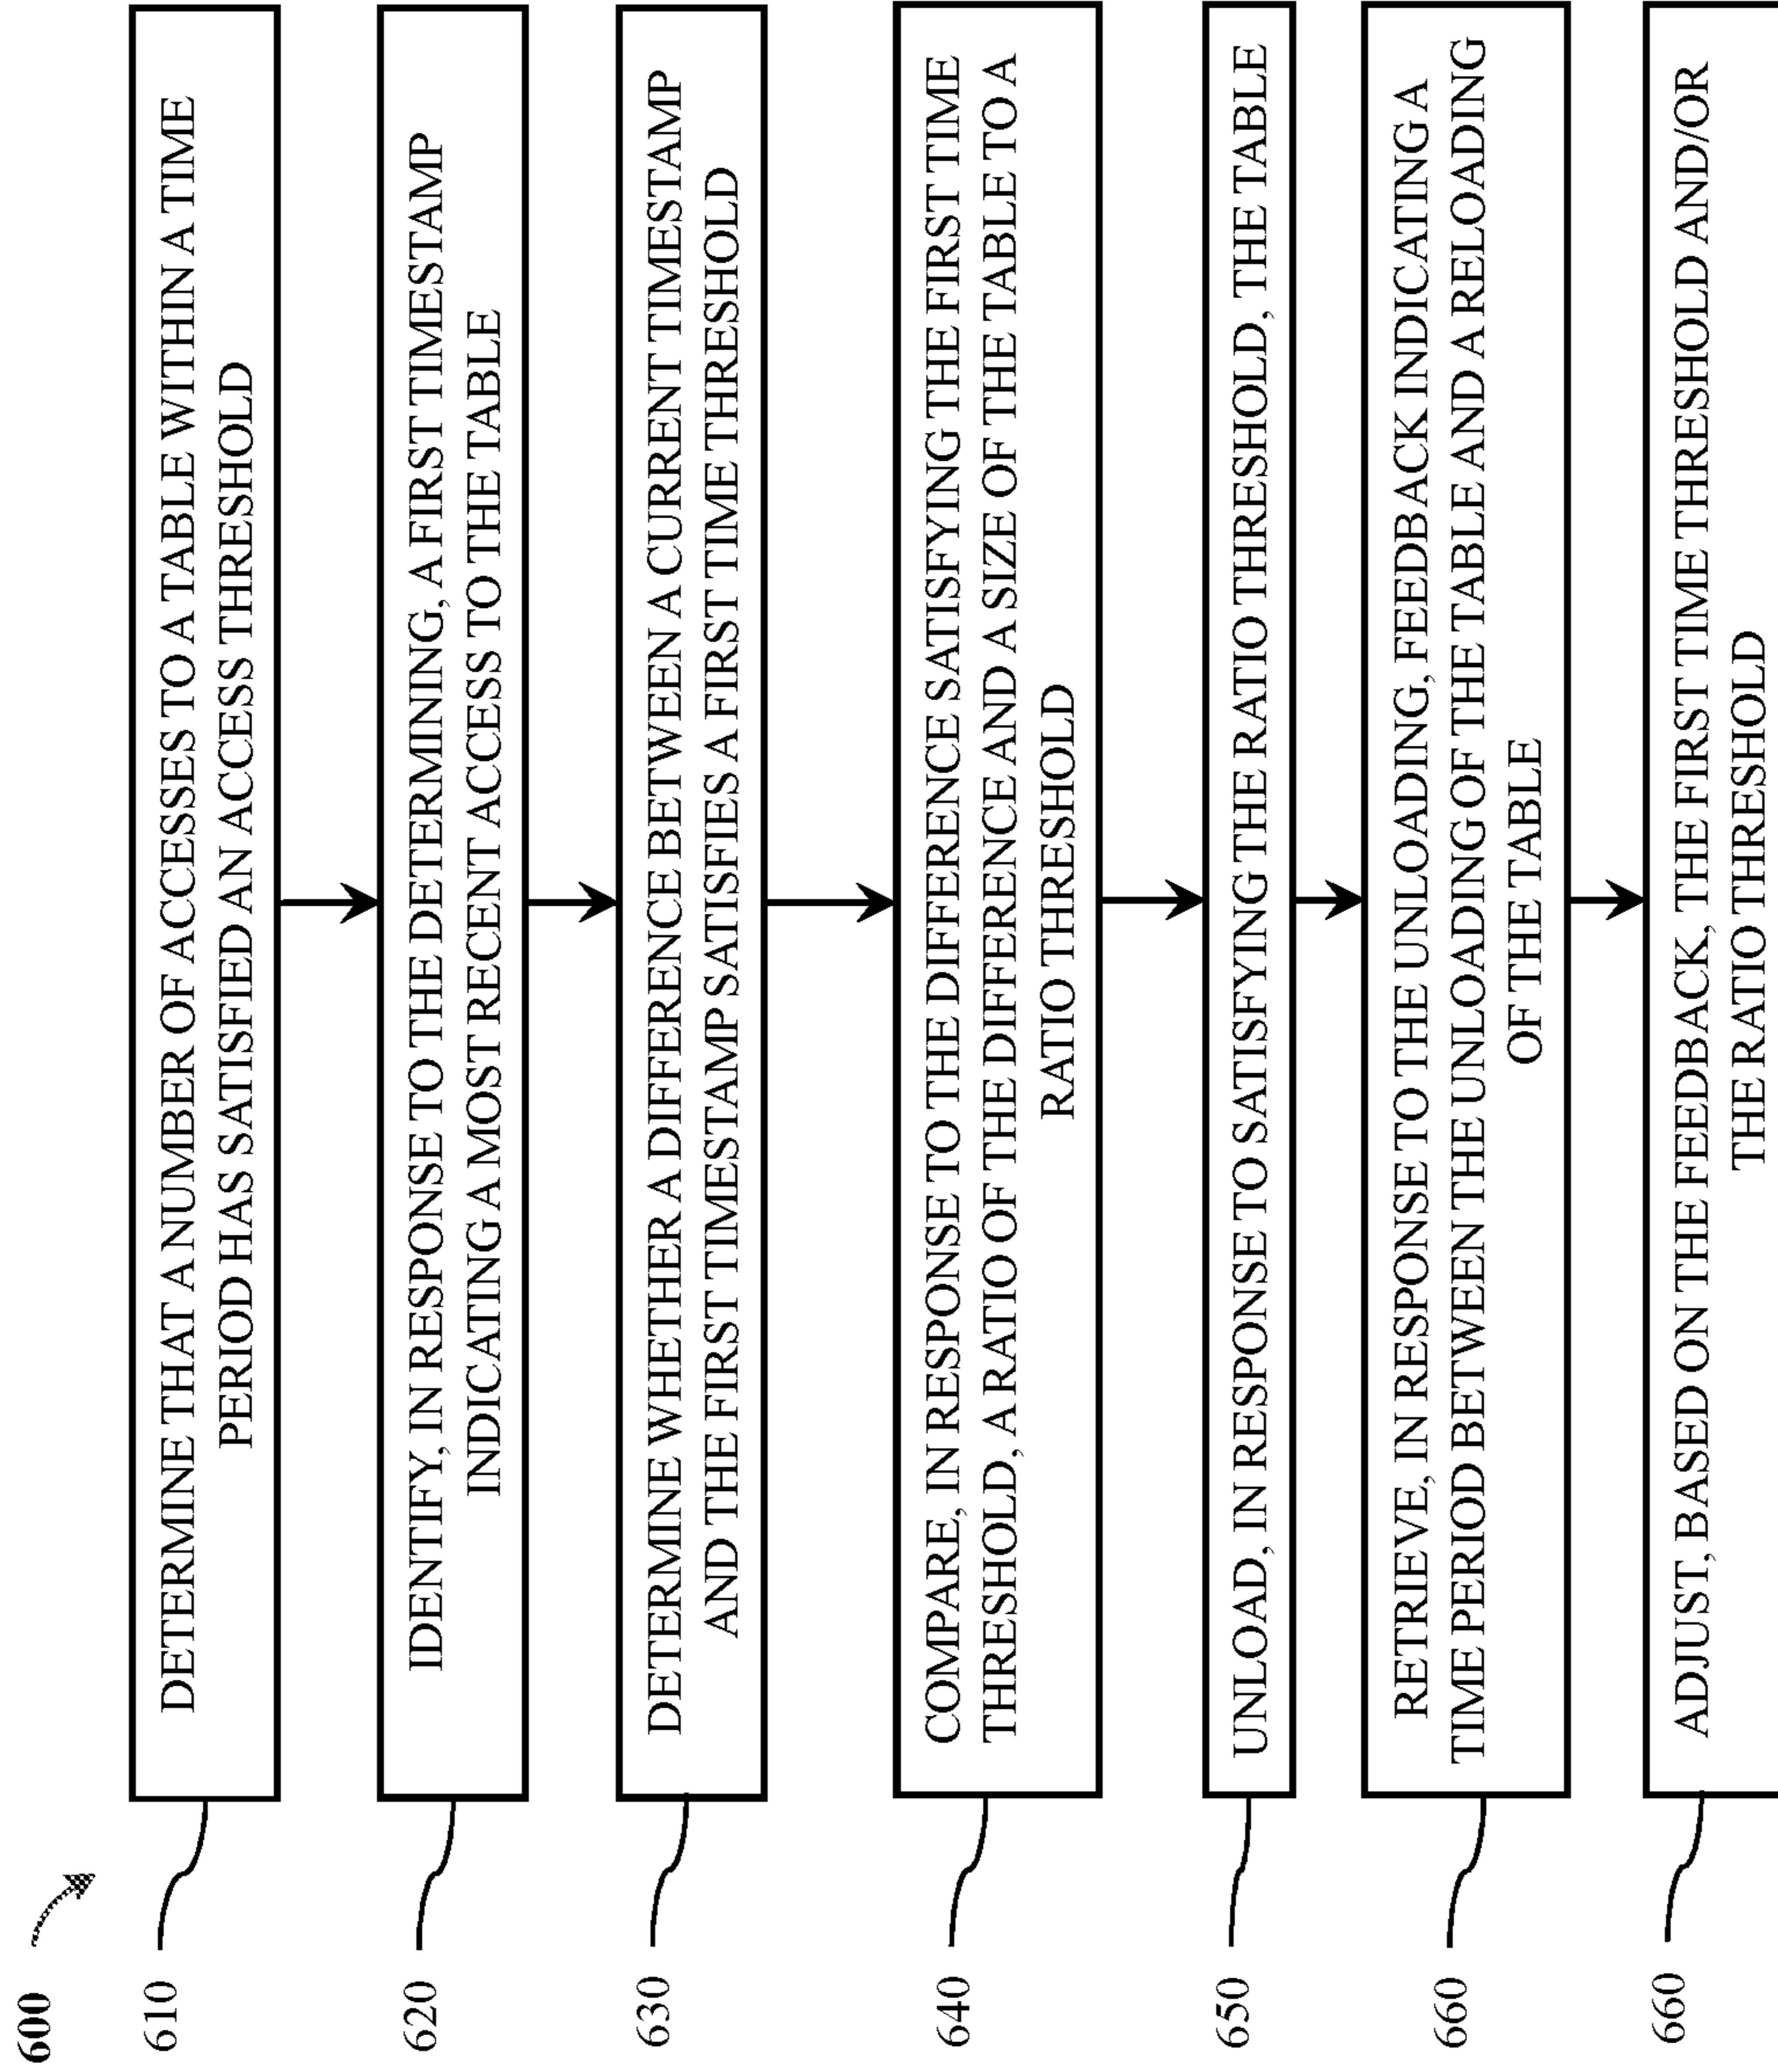 600
610
DETERMINE THAT A NUMBER OF ACCESSES TO A TABLE WITHIN A TIME
PERIOD HAS SATISFIED AN ACCESS THRESHOLD
620
IDENTIFY, IN RESPONSE TO THE DETERMINING, A FIRST TIMESTAMP
INDICATING A MOST RECENT ACCESS TO THE TABLE
630
DETERMINE WHETHER A DIFFERENCE BETWEEN A CURRENT TIMESTAMP
AND THE FIRST TIMESTAMP SATISFIES A FIRST TIME THRESHOLD
640
COMPARE, IN RESPONSE TO THE DIFFERENCE SATISFYING THE FIRST TIME
THRESHOLD, A RATIO OF THE DIFFERENCE AND A SIZE OF THE TABLE TO A
RATIO THRESHOLD
650
UNLOAD, IN RESPONSE TO SATISFYING THE RATIO THRESHOLD, THE TABLE
660
RETRIEVE, IN RESPONSE TO THE UNLOADING, FEEDBACK INDICATING A
TIME PERIOD BETWEEN THE UNLOADING OF THE TABLE AND A RELOADING
OF THE TABLE
660
ADJUST, BASED ON THE FEEDBACK, THE FIRST TIME THRESHOLD AND/OR
THE RATIO THRESHOLD